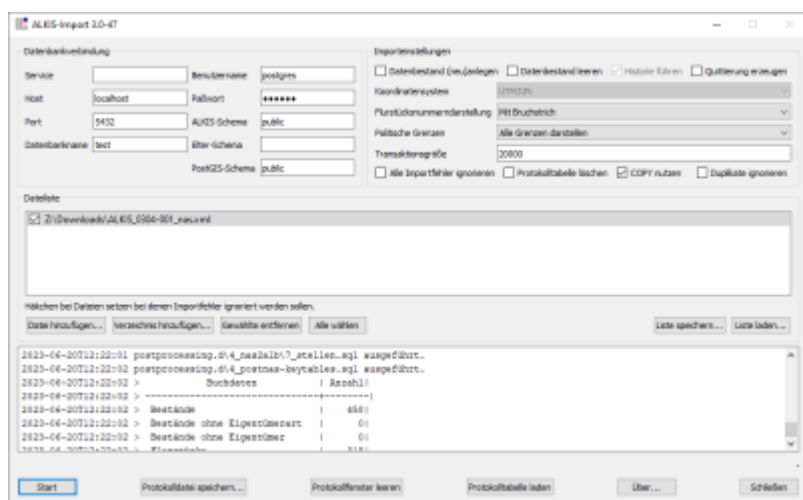 ALKIS-Import 3.0-47
Datenbankverbindung
Service
Benutzername postgres
Host localhost
Paßwort ●●●●●●
Port 5432
ALKIS-Schema public
Datenbankname test
Elter-Schema
PostGIS-Schema public
Importeinstellungen
Datenbestand (neu)anlegen Datenbestand leeren Historie führen Quittierung erzeugen
Koordinatensystem UTM32N
Flurstücknummerndarstellung Mit Bruchstrich
Politische Grenzen Alle Grenzen darstellen
Transaktionsgröße 20000
Alle Importfehler ignorieren Protokolltabelle löschen COPY nutzen Duplikate ignorieren
Dateiliste
Z:\Downloads\ALKIS_0304-001_nas.xml
Häkchen bei Dateien setzen bei denen Importfehler ignoriert werden sollen.
Datei hinzufügen... Verzeichnis hinzufügen... Gewählte entfernen Alle wählen Liste speichern... Liste laden...
2023-06-20T12:22:01 postprocessing.d\4_nas2alb\7_stellen.sql ausgeführt.
2023-06-20T12:22:02 postprocessing.d\4_postnas-keytables.sql ausgeführt.
2023-06-20T12:22:02 > Buchdaten | Anzahl|
2023-06-20T12:22:02 > --------------------------------+--------|
2023-06-20T12:22:02 > Bestände | 450|
2023-06-20T12:22:02 > Bestände ohne Eigentümerart | 0|
2023-06-20T12:22:02 > Bestände ohne Eigentümer | 0|
Start Protokolldatei speichern... Protokollfenster leeren Protokolltabelle laden Über... Schließen